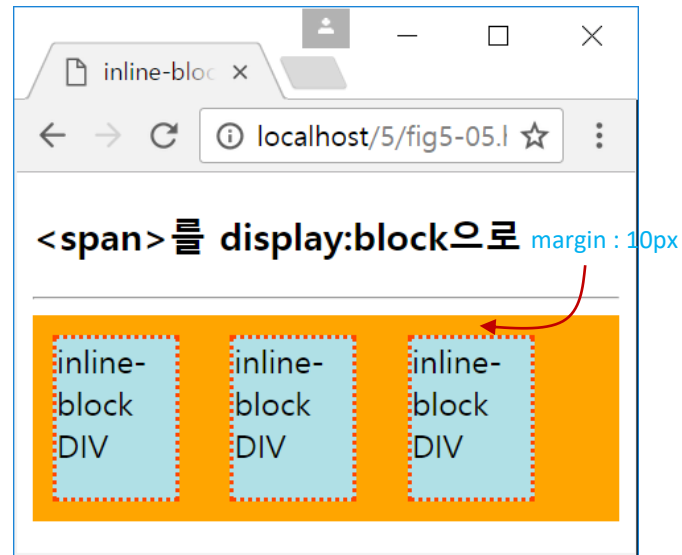 inline-bloc
localhost/5/fig5-05.h
<span>를 display:block으로
margin : 10px
inline-
block
DIV
inline-
block
DIV
inline-
block
DIV